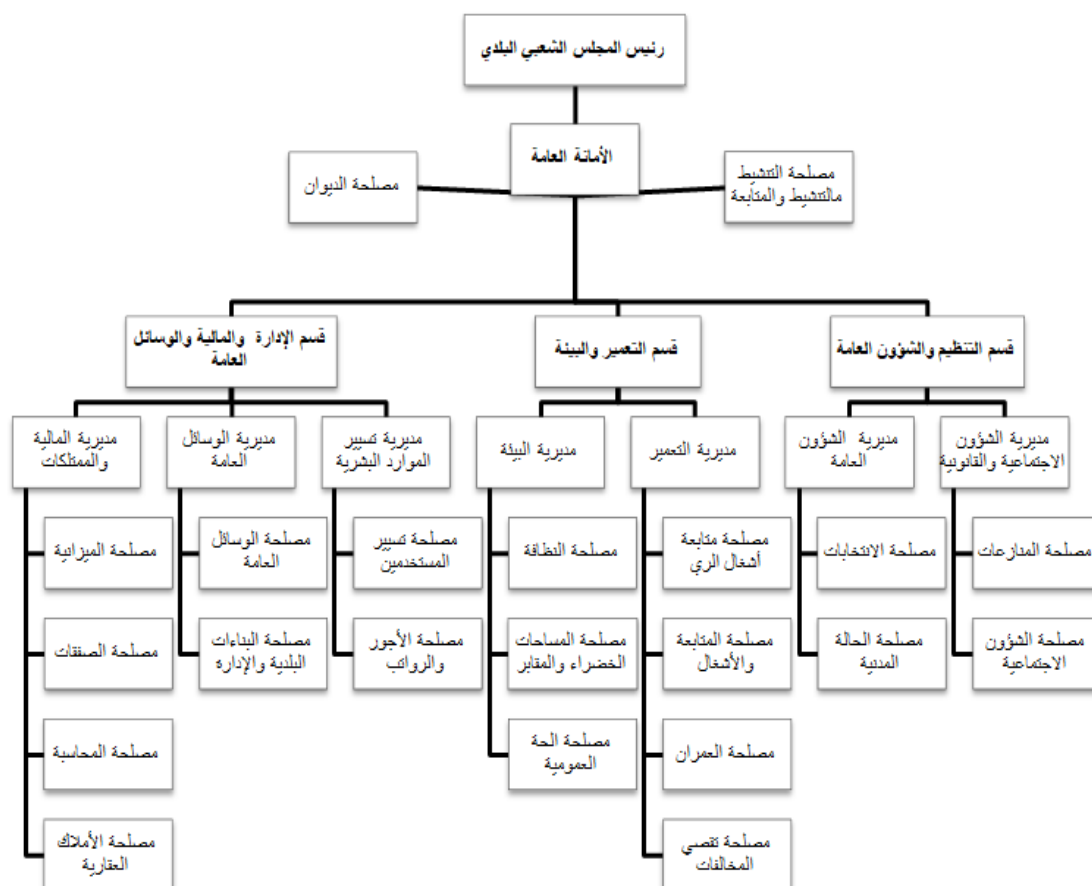 رئيس المجلس الشعبي البلدي
الأمانة العامة
مصلحة التنشيط
مالتنشيط والمتابعة
مصلحة الديوان
قسم التنظيم والشؤون العامة
قسم التعمير والبيئة
قسم الإدارة والمالية والوسائل
العامة
مديرية الشؤون
الاجتماعية والقانونية
مديرية الشؤون
العامة
مديرية التعمير
مديرية البيئة
مديرية تسيير
الموارد البشرية
مديرية الوسائل
العامة
مديرية المالية
والممتلكات
مصلحة المنازعات
مصلحة الانتخابات
مصلحة متابعة
أشغال الري
مصلحة النظافة
مصلحة تسيير
المستخدمين
مصلحة الوسائل
العامة
مصلحة الميزانية
مصلحة الشؤون
الاجتماعية
مصلحة الحالة
المدنية
مصلحة المتابعة
والأشغال
مصلحة المساحات
الخضراء والمقابر
مصلحة الأجور
والرواتب
مصلحة البناءات
البلدية والإدارة
مصلحة الصفقات
مصلحة العمران
مصلحة الحة
العمومية
مصلحة المحاسبة
مصلحة تقصي
المخالفات
مصلحة الأملاك
العقارية